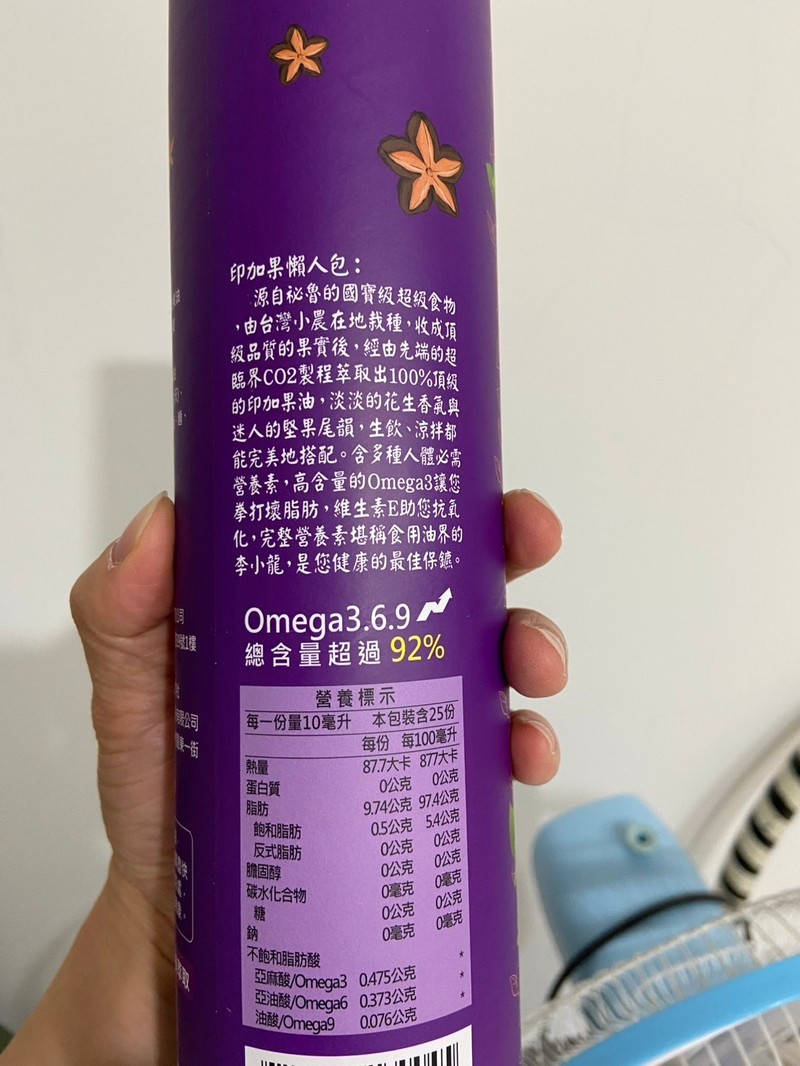 印加果懶人包：
源自祕魯的國寶級超級食物
，由台灣小農在地栽種，收成頂
級品質的果實後，經由先端的超
臨界CO2製程萃取出100%頂級
的印加果油，淡淡的花生香氣與
迷人的堅果尾韻，生飲、涼拌都
能完美地搭配。含多種人體必需
營養素，高含量的Omega3讓您
拳打壞脂肪，維生素E助您抗氧
化，完整營養素堪稱食用油界的
李小龍，是您健康的最佳保鑣。
Omega3.6.9
總含量超過 92%
營養標示
每一份量10毫升 本包裝含25份
每份 每100毫升
熱量 87.7大卡 877大卡
蛋白質 0公克 0公克
脂肪 9.74公克 97.4公克
飽和脂肪 0.5公克 5.4公克
反式脂肪 0公克 0公克
膽固醇 0公克 0公克
碳水化合物 0毫克 0毫克
糖 0公克 0公克
鈉 0毫克 0毫克
不飽和脂肪酸
亞麻酸/Omega3 0.475公克 *
亞油酸/Omega6 0.373公克 *
油酸/Omega9 0.076公克 *
司
號1樓
有限公司
一街